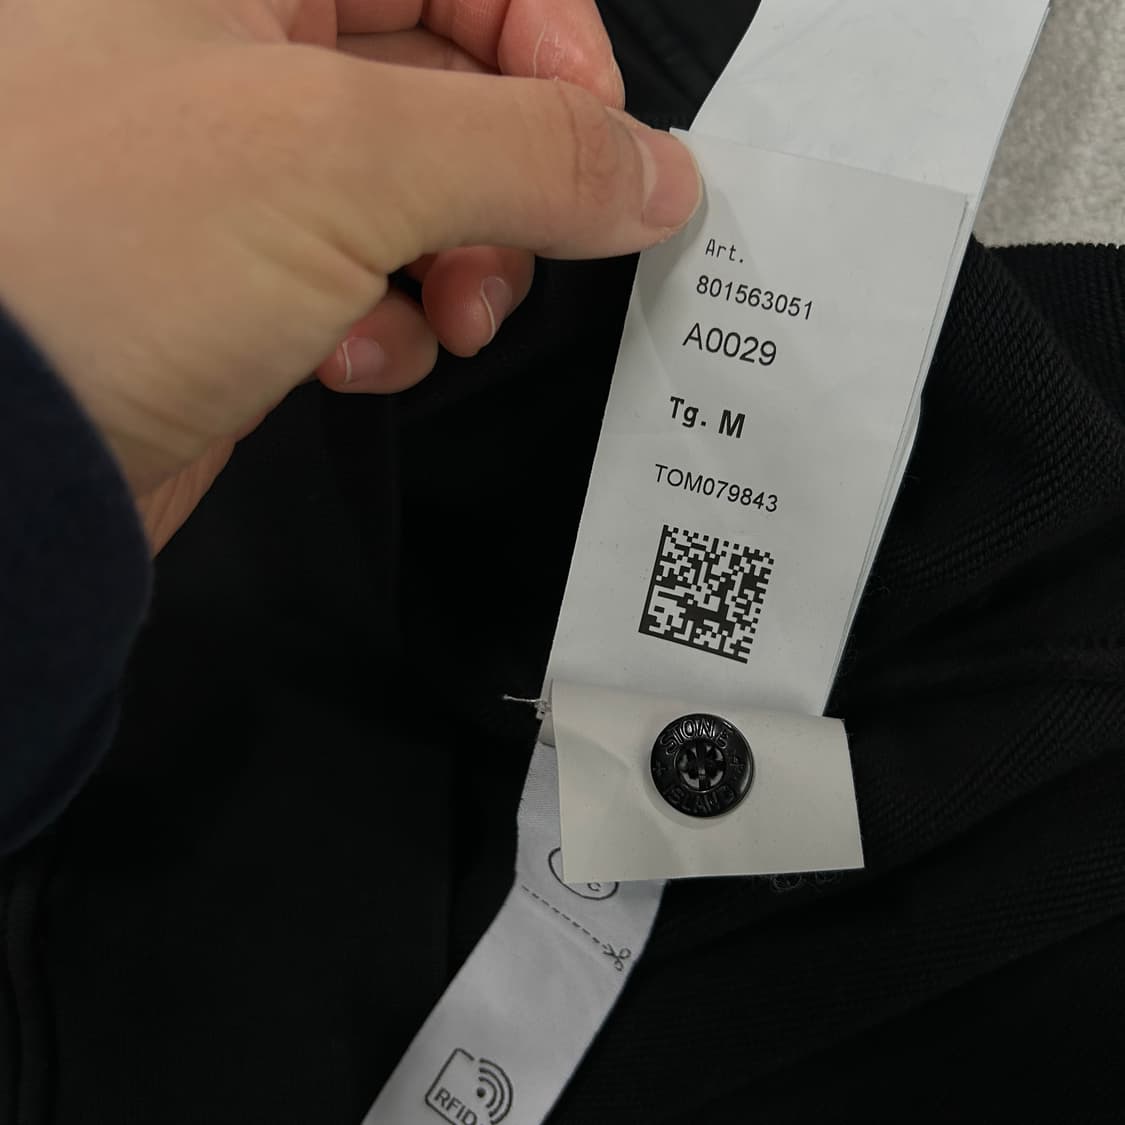 Art.
801563051
A0029
Tg. M
TOM079843
STONE
ISLAND
C
RFID